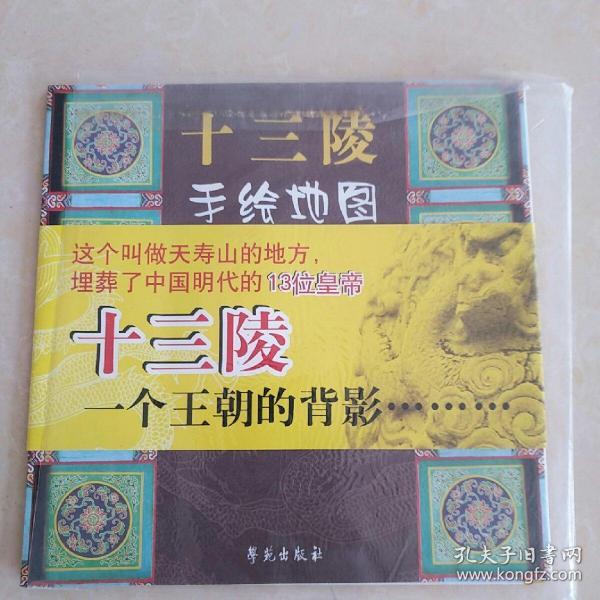 十三陵
手绘地图
这个叫做天寿山的地方，
埋葬了中国明代的13位皇帝
十三陵
一个王朝的背影………
學苑出版社
孔夫子旧书网
www.kongfz.com